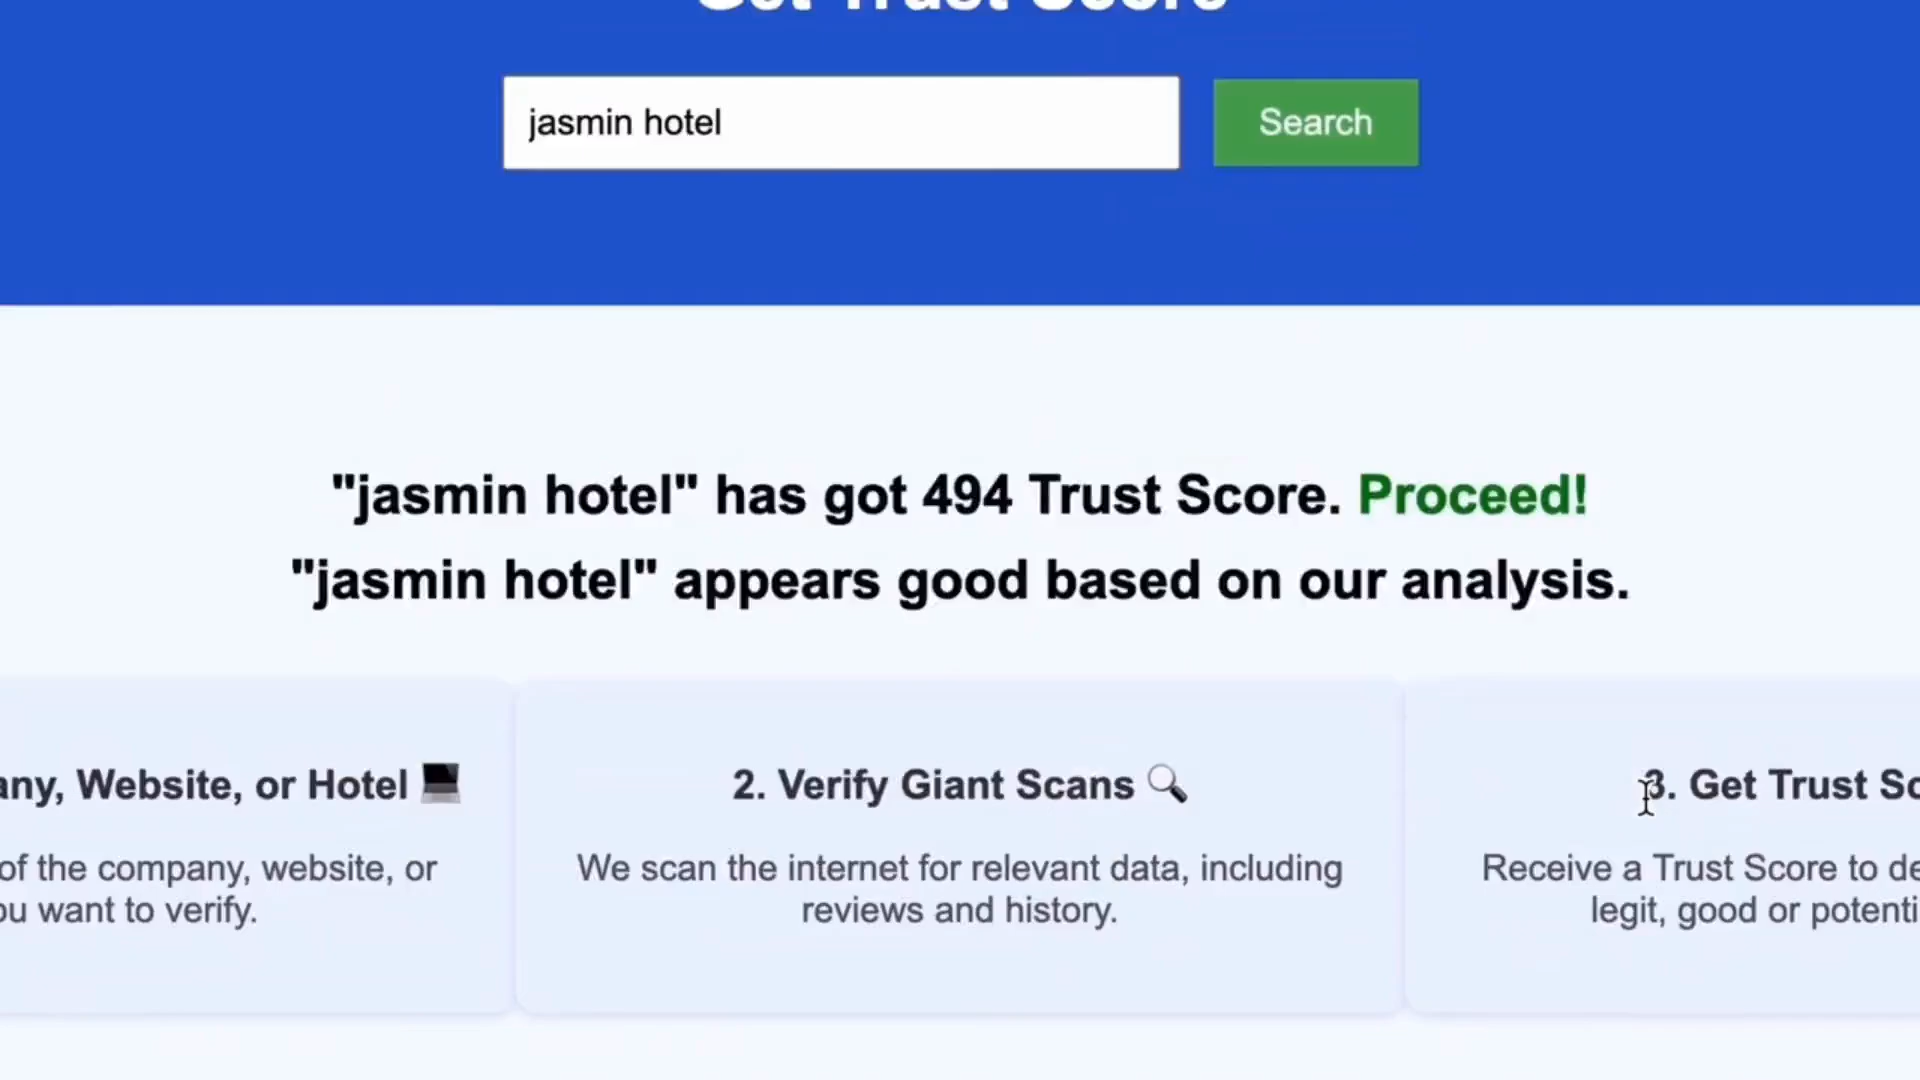 Get Trust Score
jasmin hotel
Search
"jasmin hotel" has got 494 Trust Score. Proceed!
"jasmin hotel" appears good based on our analysis.
any, Website, or Hotel
of the company, website, or
ou want to verify.
2. Verify Giant Scans
We scan the internet for relevant data, including
reviews and history.
3. Get Trust Sc
Receive a Trust Score to de
legit, good or potenti